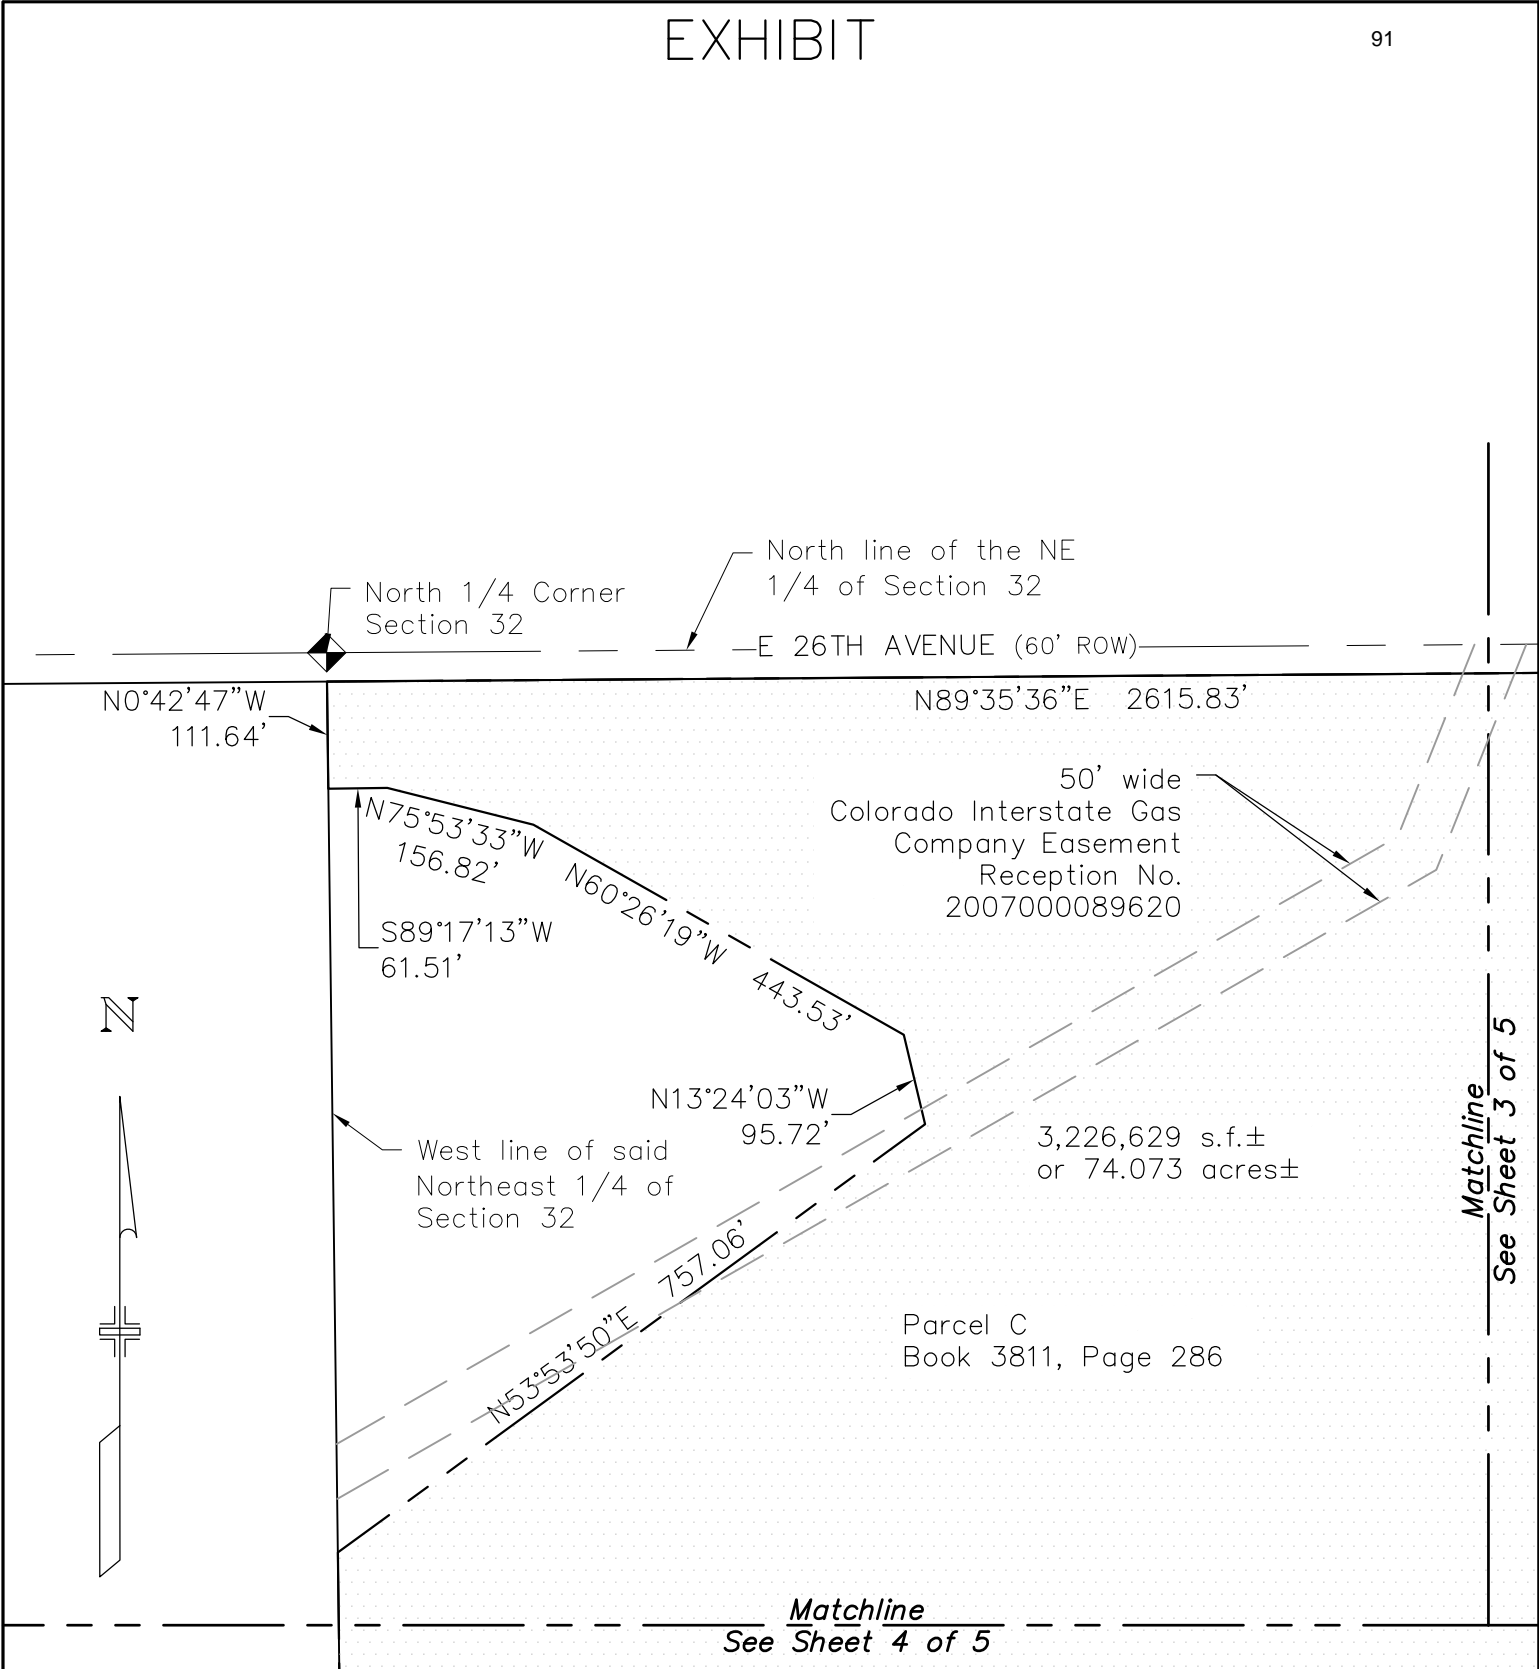 EXHIBIT
91
North line of the NE
1/4 of Section 32
North 1/4 Corner
Section 32
E 26TH AVENUE (60' ROW)
N0°42'47"W
111.64'
N89°35'36"E 2615.83'
50' wide
Colorado Interstate Gas
Company Easement
Reception No.
2007000089620
N75°53'33"W
156.82'
N60°26'19"W 443.53'
S89°17'13"W
61.51'
N
N13°24'03"W
95.72'
3,226,629 s.f.±
or 74.073 acres±
Matchline
See Sheet 3 of 5
West line of said
Northeast 1/4 of
Section 32
N53°53'50"E 757.06'
Parcel C
Book 3811, Page 286
Matchline
See Sheet 4 of 5